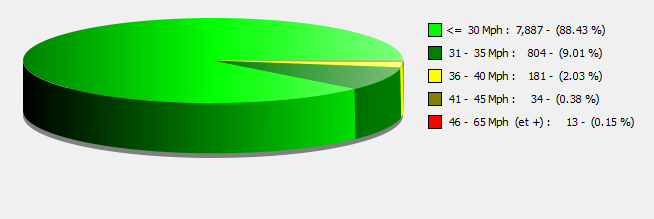 <= 30 Mph : 7,887 - (88.43 %)
31 - 35 Mph : 804 - (9.01 %)
36 - 40 Mph : 181 - (2.03 %)
41 - 45 Mph : 34 - (0.38 %)
46 - 65 Mph (et +) : 13 - (0.15 %)